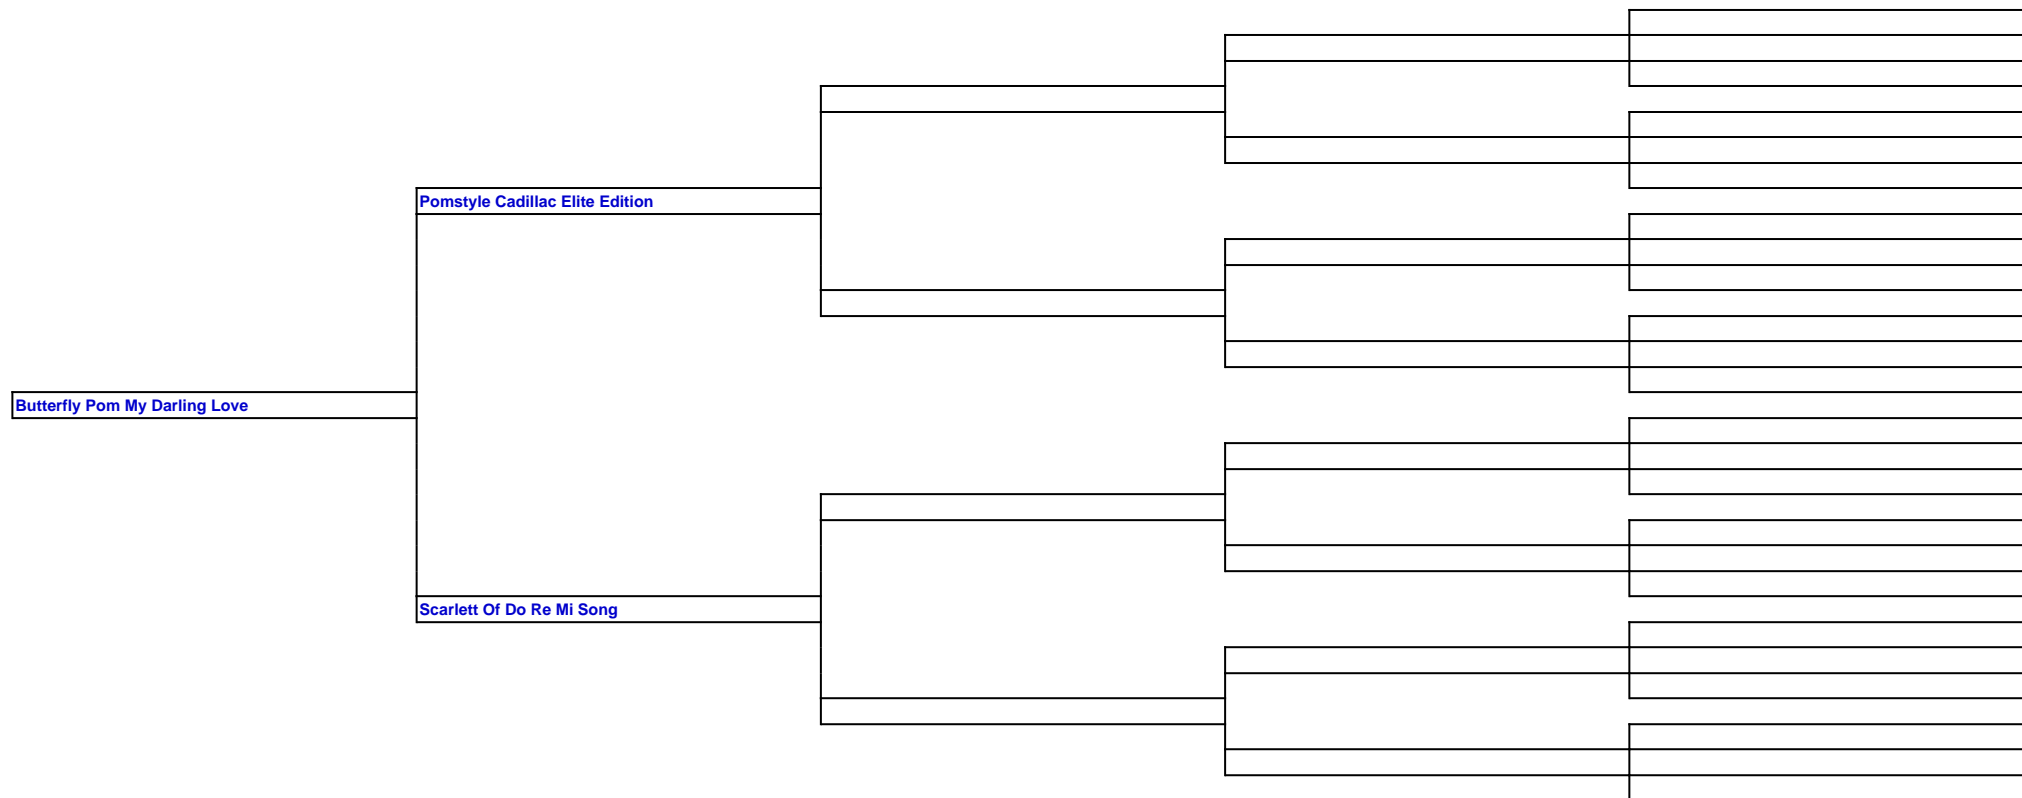 Pomstyle Cadillac Elite Edition
Butterfly Pom My Darling Love
Scarlett Of Do Re Mi Song